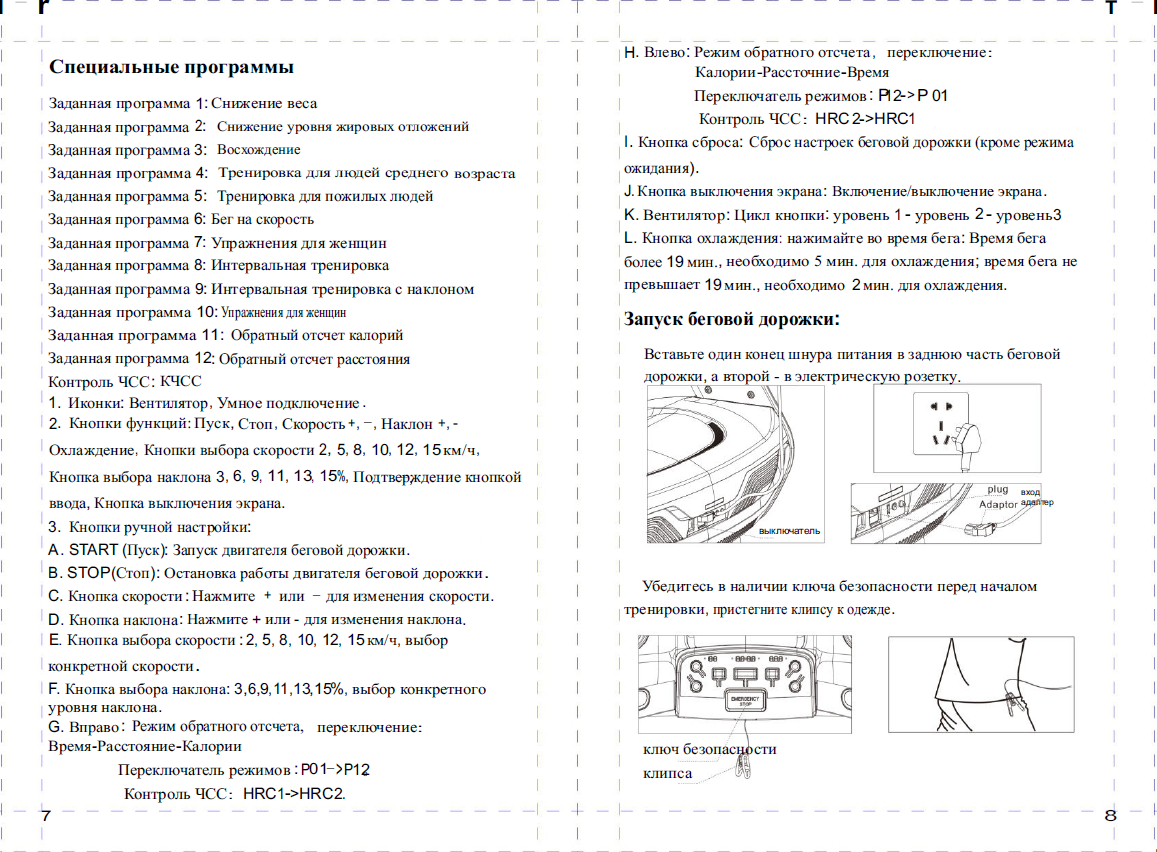 Специальные программы
Заданная программа 1: Снижение веса
Заданная программа 2: Снижение уровня жировых отложений
Заданная программа 3: Восхождение
Заданная программа 4: Тренировка для людей среднего возраста
Заданная программа 5: Тренировка для пожилых людей
Заданная программа 6: Бег на скорость
Заданная программа 7: Упражнения для женщин
Заданная программа 8: Интервальная тренировка
Заданная программа 9: Интервальная тренировка с наклоном
Заданная программа 10: Упражнения для женщин
Заданная программа 11: Обратный отсчет калорий
Заданная программа 12: Обратный отсчет расстояния
Контроль ЧСС: КЧСС
1. Иконки: Вентилятор, Умное подключение.
2. Кнопки функций: Пуск, Стоп, Скорость +, −, Наклон +, -
Охлаждение, Кнопки выбора скорости 2, 5, 8, 10, 12, 15 км/ч,
Кнопка выбора наклона 3, 6, 9, 11, 13, 15%, Подтверждение кнопкой
ввода, Кнопка выключения экрана.
3. Кнопки ручной настройки:
A. START (Пуск): Запуск двигателя беговой дорожки.
B. STOP(Стоп): Остановка работы двигателя беговой дорожки.
C. Кнопка скорости: Нажмите + или − для изменения скорости.
D. Кнопка наклона: Нажмите + или - для изменения наклона.
E. Кнопка выбора скорости : 2, 5, 8, 10, 12, 15 км/ч, выбор
конкретной скорости.
F. Кнопка выбора наклона: 3,6,9,11,13,15%, выбор конкретного
уровня наклона.
G. Вправо: Режим обратного отсчета, переключение:
Время-Расстояние-Калории
Переключатель режимов : P01->P12.
Контроль ЧСС: HRC1->HRC2.
7
H. Влево: Режим обратного отсчета, переключение:
Калории-Рассточние-Время
Переключатель режимов: P12->P 01
Контроль ЧСС: HRC2->HRC1
I. Кнопка сброса: Сброс настроек беговой дорожки (кроме режима
ожидания).
J. Кнопка выключения экрана: Включение/выключение экрана.
K. Вентилятор: Цикл кнопки: уровень 1 - уровень 2 - уровень3
L. Кнопка охлаждения: нажимайте во время бега: Время бега
более 19 мин., необходимо 5 мин. для охлаждения; время бега не
превышает 19 мин., необходимо 2 мин. для охлаждения.
Запуск беговой дорожки:
Вставьте один конец шнура питания в заднюю часть беговой
дорожки, а второй - в электрическую розетку.
выключатель
plug вход
Adaptor адаптер
Убедитесь в наличии ключа безопасности перед началом
тренировки, пристегните клипсу к одежде.
EMERGENCY
STOP
ключ безопасности
клипса
8